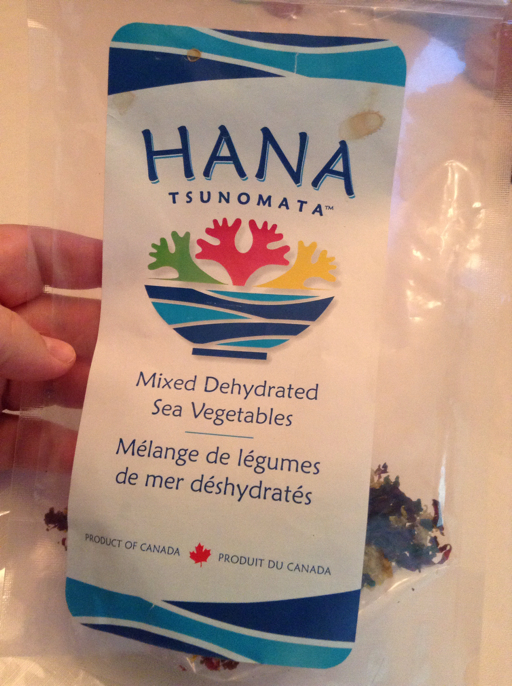 HANA
TSUNOMATA™
Mixed Dehydrated
Sea Vegetables
Mélange de légumes
de mer déshydratés
PRODUCT OF CANADA PRODUIT DU CANADA